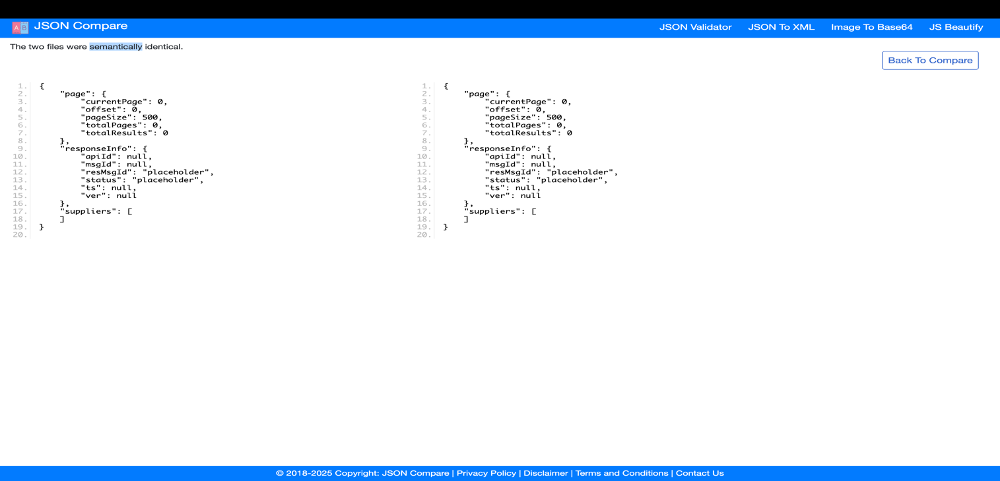 A B JSON Compare JSON Validator JSON To XML Image To Base64 JS Beautify
The two files were semantically identical.
Back To Compare
1. {
2. "page": {
3. "currentPage": 0,
4. "offset": 0,
5. "pageSize": 500,
6. "totalPages": 0,
7. "totalResults": 0
8. },
9. "responseInfo": {
10. "apiId": null,
11. "msgId": null,
12. "resMsgId": "placeholder",
13. "status": "placeholder",
14. "ts": null,
15. "ver": null
16. },
17. "suppliers": [
18. ]
19. }
20.
1. {
2. "page": {
3. "currentPage": 0,
4. "offset": 0,
5. "pageSize": 500,
6. "totalPages": 0,
7. "totalResults": 0
8. },
9. "responseInfo": {
10. "apiId": null,
11. "msgId": null,
12. "resMsgId": "placeholder",
13. "status": "placeholder",
14. "ts": null,
15. "ver": null
16. },
17. "suppliers": [
18. ]
19. }
20.
© 2018-2025 Copyright: JSON Compare | Privacy Policy | Disclaimer | Terms and Conditions | Contact Us